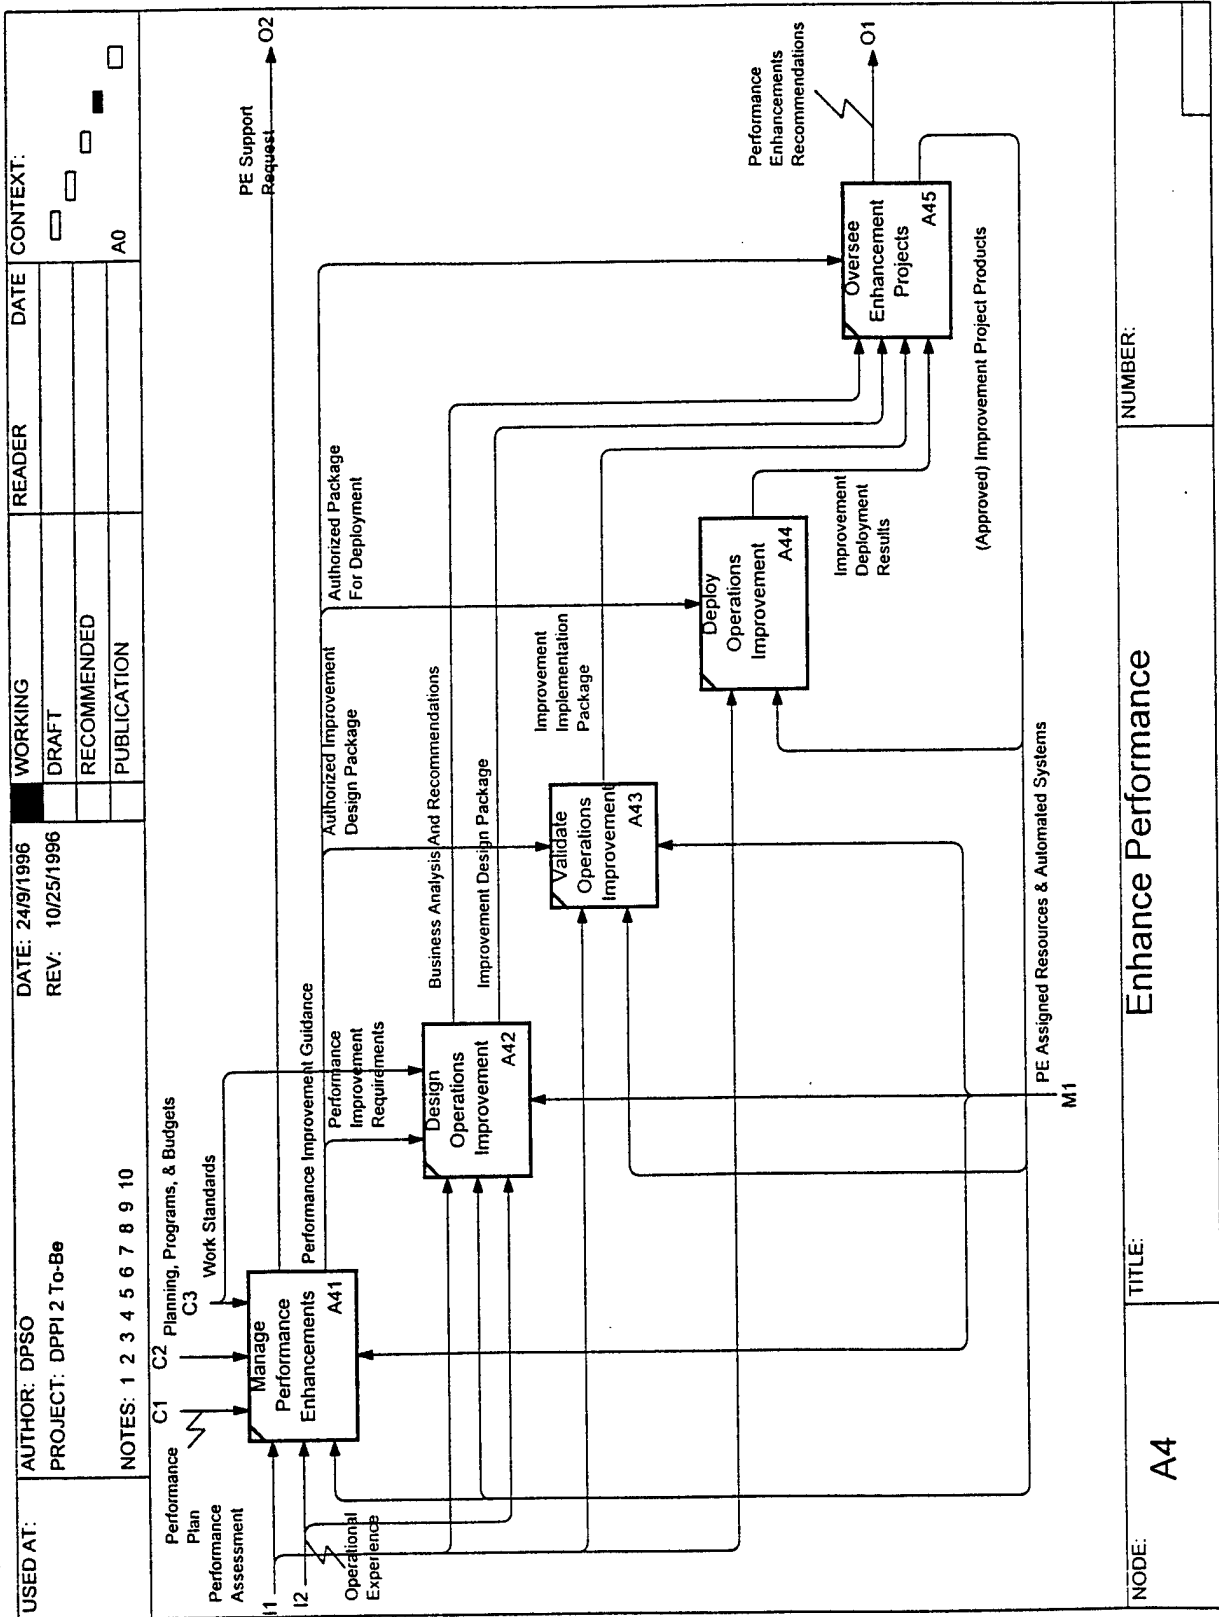 USED AT:
AUTHOR: DPSO
PROJECT: DPPI 2 To-Be
NOTES: 1 2 3 4 5 6 7 8 9 10
DATE: 24/9/1996
REV: 10/25/1996
WORKING
DRAFT
RECOMMENDED
PUBLICATION
READER
DATE
CONTEXT:
A0
C1
C2
C3
Planning, Programs, & Budgets
Work Standards
Performance
Plan
Performance
Assessment
I1
I2
Operational
Experience
Manage
Performance
Enhancements
A41
PE Support
Request
O2
Performance Improvement Guidance
Performance
Improvement
Requirements
Authorized Improvement
Design Package
Authorized Package
For Deployment
Design
Operations
Improvement
A42
Business Analysis And Recommendations
Improvement Design Package
Validate
Operations
Improvement
A43
Improvement
Implementation
Package
Deploy
Operations
Improvement
A44
Improvement
Deployment
Results
Oversee
Enhancement
Projects
A45
Performance
Enhancements
Recommendations
O1
(Approved) Improvement Project Products
PE Assigned Resources & Automated Systems
M1
NODE:
A4
TITLE:
Enhance Performance
NUMBER: